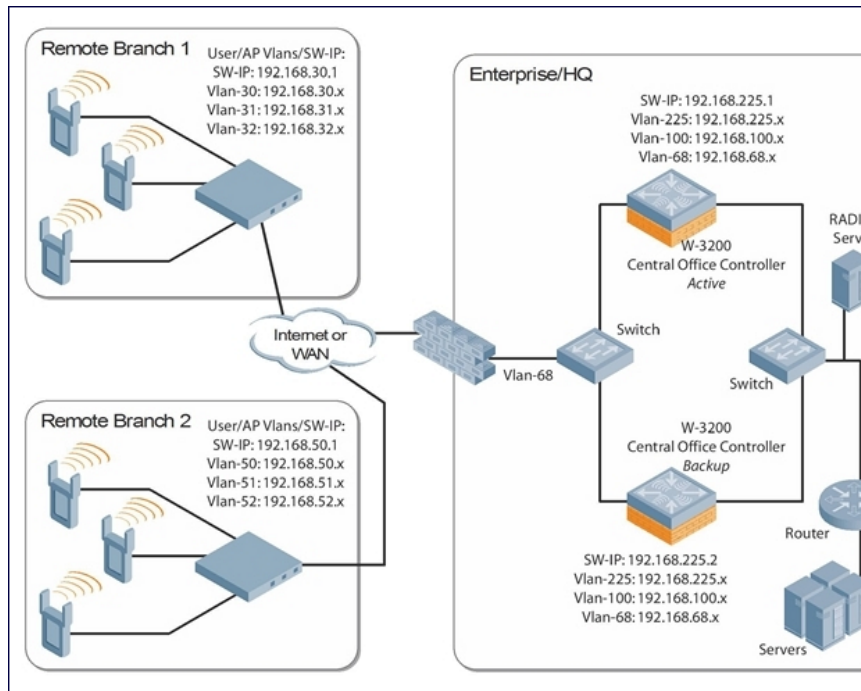 Remote Branch 1
User/AP Vlans/SW-IP:
SW-IP: 192.168.30.1
Vlan-30: 192.168.30.x
Vlan-31: 192.168.31.x
Vlan-32: 192.168.32.x
Internet or
WAN
Remote Branch 2
User/AP Vlans/SW-IP:
SW-IP: 192.168.50.1
Vlan-50: 192.168.50.x
Vlan-51: 192.168.51.x
Vlan-52: 192.168.52.x
Enterprise/HQ
SW-IP: 192.168.225.1
Vlan-225: 192.168.225.x
Vlan-100: 192.168.100.x
Vlan-68: 192.168.68.x
W-3200
Central Office Controller
Active
Vlan-68
Switch
Switch
RADI
Serv
W-3200
Central Office Controller
Backup
SW-IP: 192.168.225.2
Vlan-225: 192.168.225.x
Vlan-100: 192.168.100.x
Vlan-68: 192.168.68.x
Router
Servers